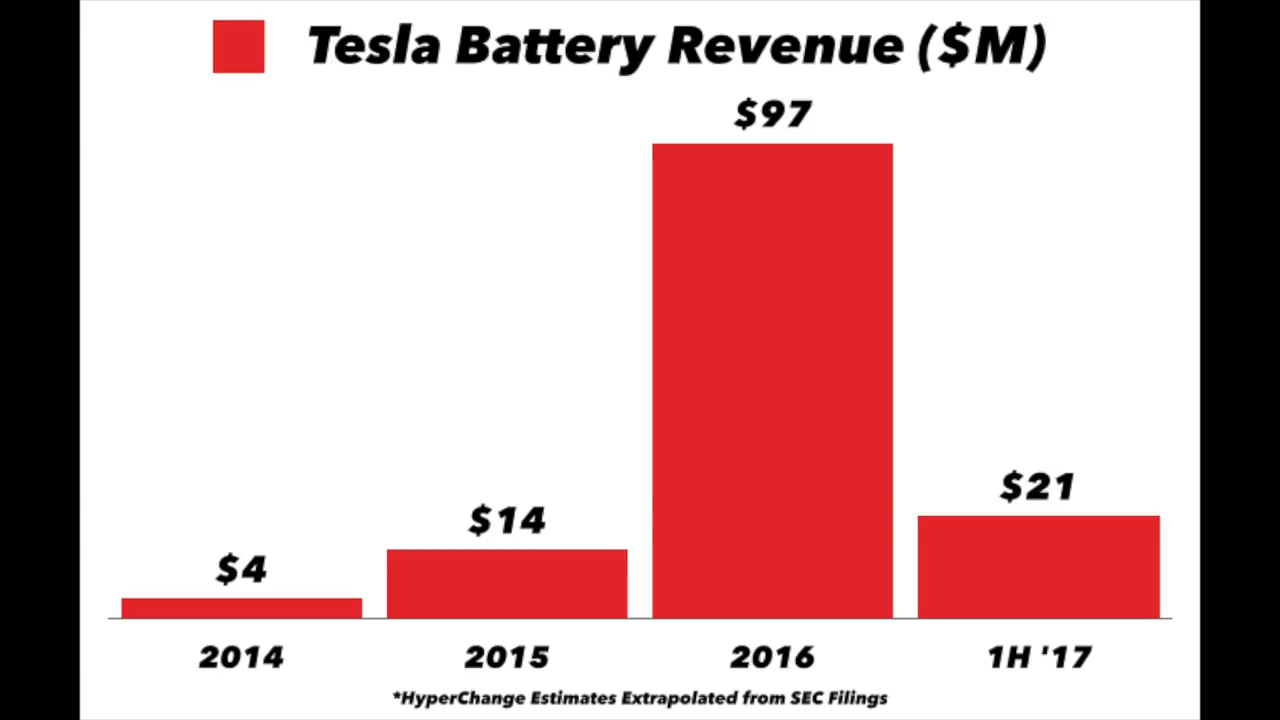 Tesla Battery Revenue ($M)
$97
$21
$14
$4
2014 2015 2016 1H '17
*HyperChange Estimates Extrapolated from SEC Filings